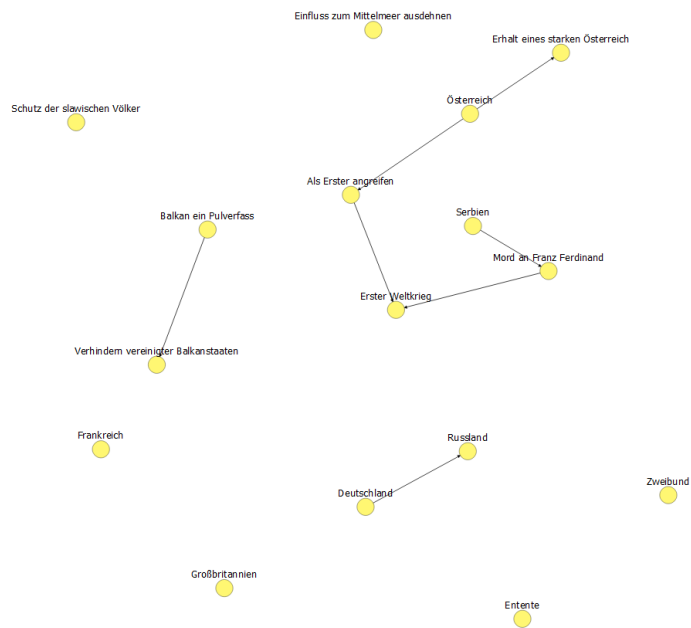 Einfluss zum Mittelmeer ausdehnen
Erhalt eines starken Österreich
Schutz der slawischen Völker
Österreich
Als Erster angreifen
Balkan ein Pulverfass
Serbien
Mord an Franz Ferdinand
Erster Weltkrieg
Verhindern vereinigter Balkanstaaten
Frankreich
Russland
Zweibund
Deutschland
Großbritannien
Entente